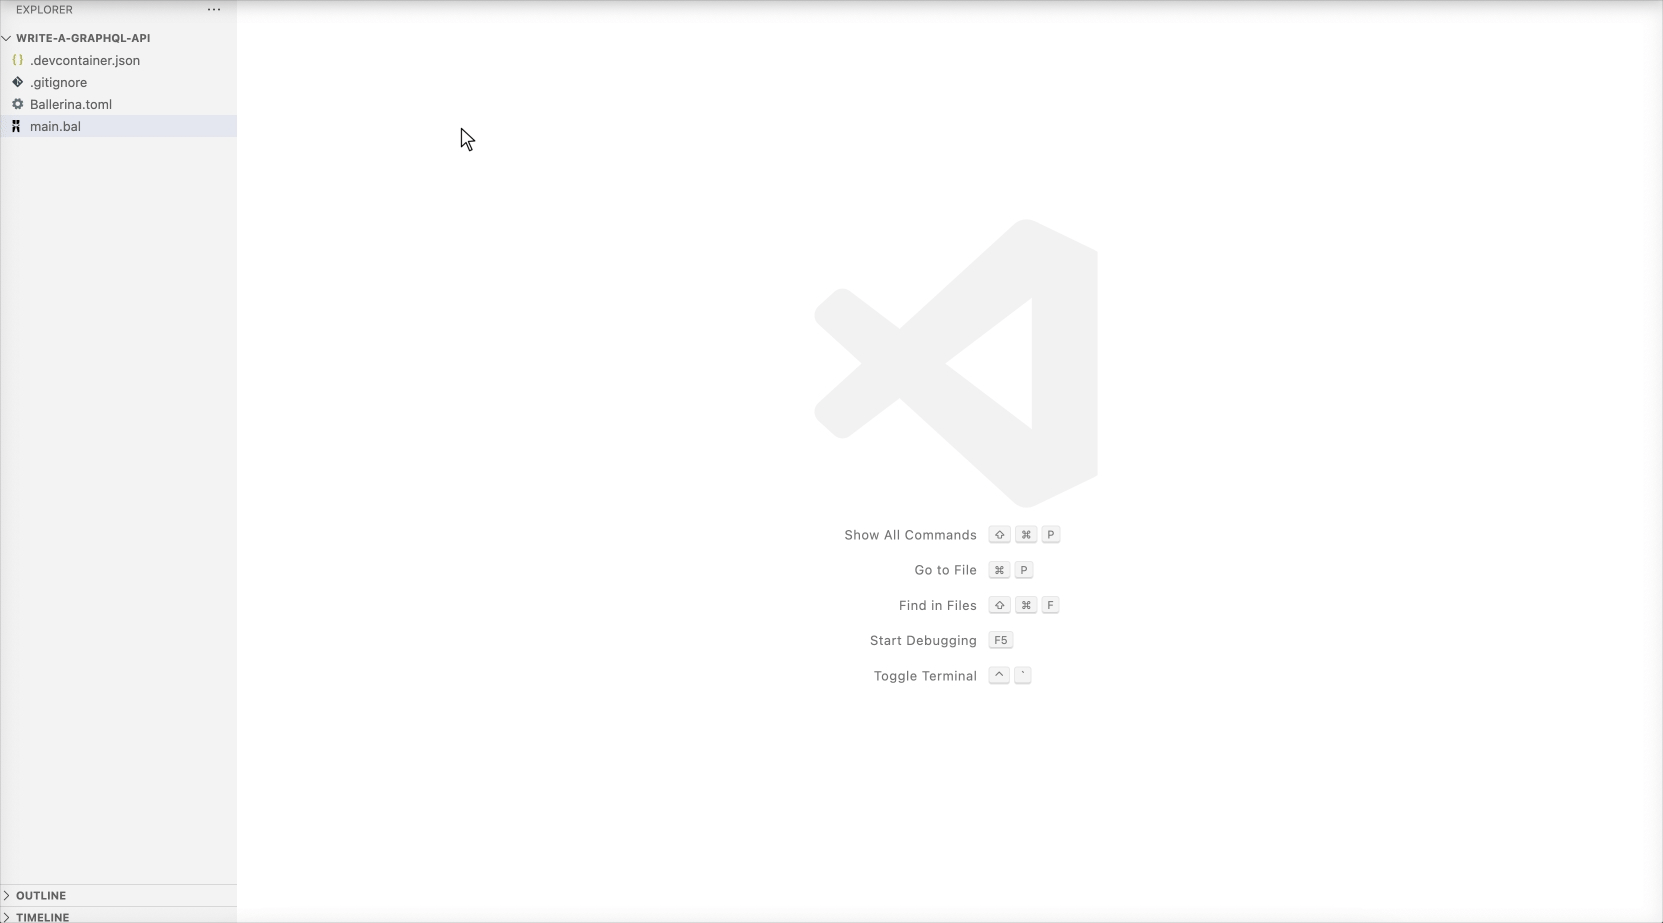 EXPLORER ...
WRITE-A-GRAPHQL-API
{} .devcontainer.json
.gitignore
Ballerina.toml
main.bal
Show All Commands ⇧ ⌘ P
Go to File ⌘ P
Find in Files ⇧ ⌘ F
Start Debugging F5
Toggle Terminal ^ `
OUTLINE
TIMELINE